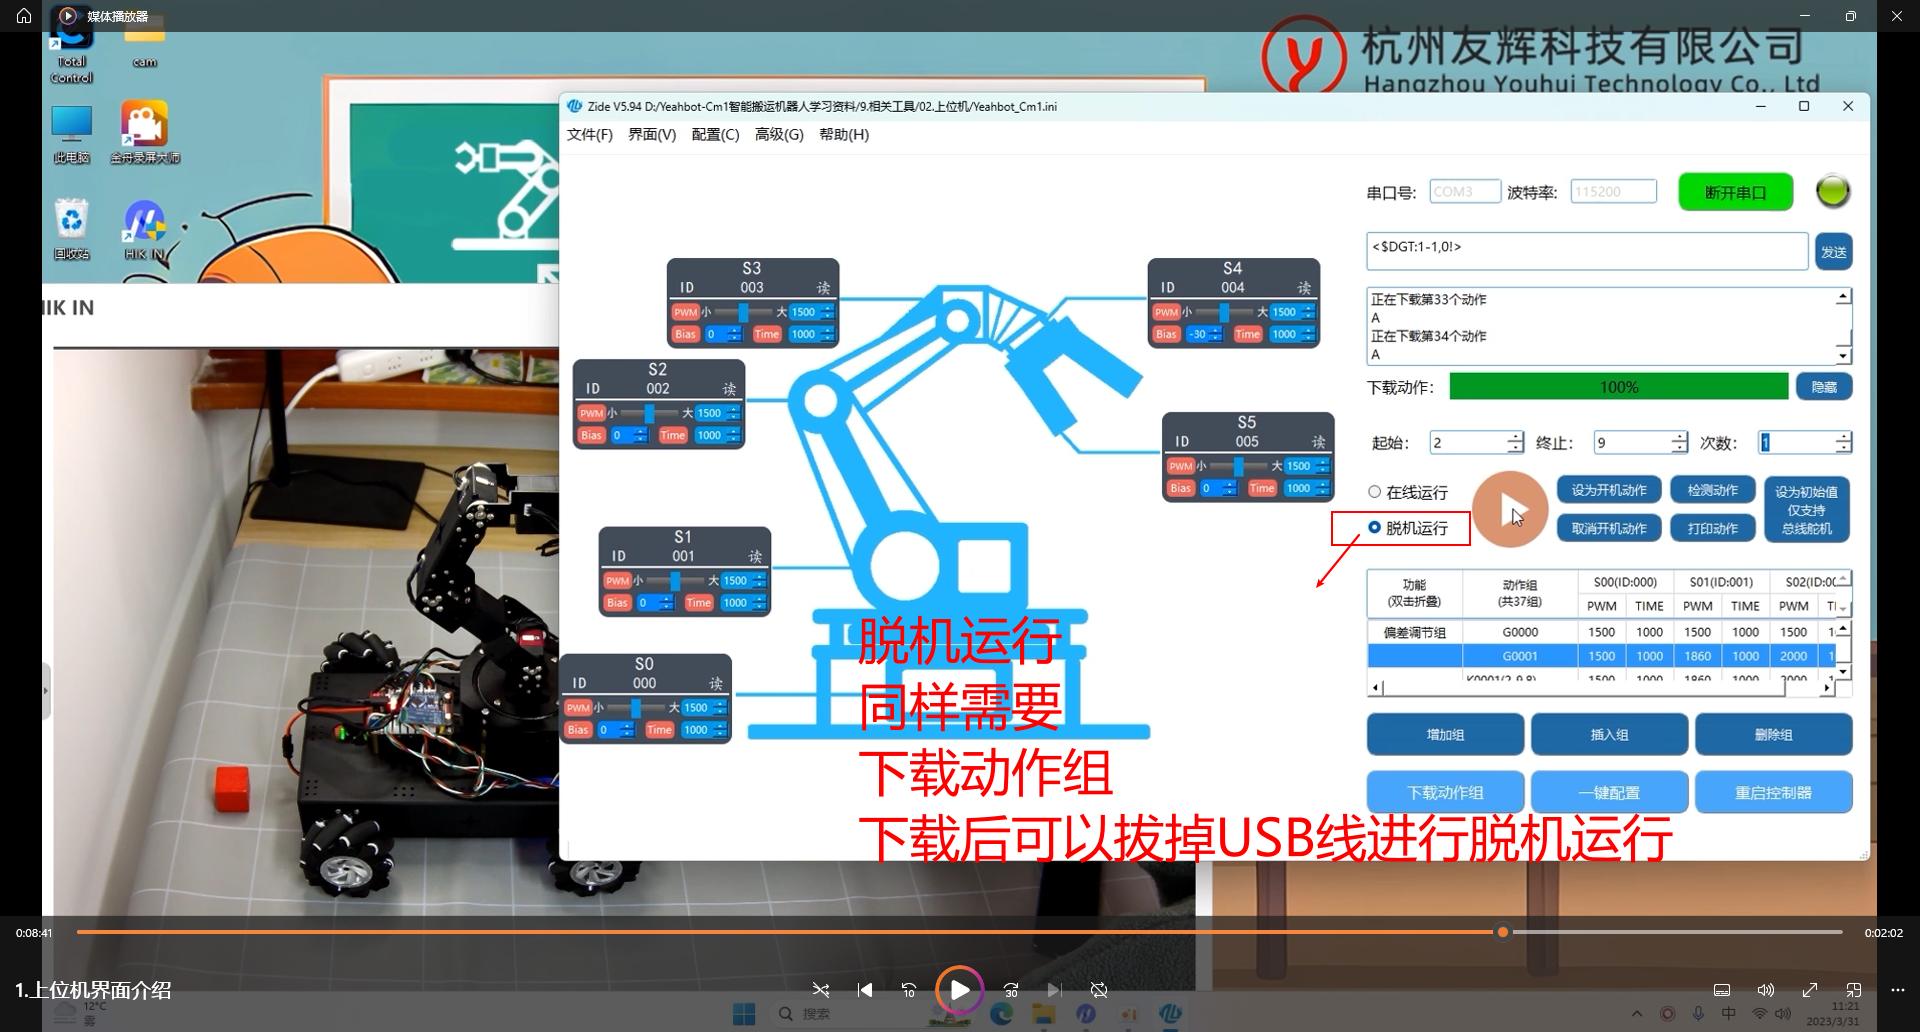 媒体播放器
Total
Control
cam
此电脑
金舟录屏大师
回收站
HIK IN
杭州友辉科技有限公司
Hangzhou Youhui Technology Co., Ltd
HIK IN
Zide V5.94 D:/Yeahbot-Cm1智能搬运机器人学习资料/9.相关工具/02.上位机/Yeahbot_Cm1.ini
文件(F) 界面(V) 配置(C) 高级(G) 帮助(H)
串口号: COM3 波特率: 115200 断开串口
<$DGT:1-1,0!> 发送
正在下载第33个动作
A
正在下载第34个动作
A
下载动作: 100% 隐藏
起始: 2 终止: 9 次数: 1
在线运行
脱机运行
设为开机动作 检测动作
取消开机动作 打印动作
设为初始值
仅支持
总线舵机
S3
ID 003 读
PWM 小 大 1500
Bias 0 Time 1000
S4
ID 004 读
PWM 小 大 1500
Bias -30 Time 1000
S2
ID 002 读
PWM 小 大 1500
Bias 0 Time 1000
S5
ID 005 读
PWM 小 大 1500
Bias 0 Time 1000
S1
ID 001 读
PWM 小 大 1500
Bias 0 Time 1000
S0
ID 000 读
PWM 小 大 1500
Bias 0 Time 1000
功能
(双击折叠)
动作组
(共37组)
S00(ID:000) S01(ID:001) S02(ID:00
PWM TIME PWM TIME PWM TI
偏差调节组 G0000 1500 1000 1500 1000 1500 1
G0001 1500 1000 1860 1000 2000 1
K0001(2-9,8) 1500 1000 1860 1000 2000 1
增加组 插入组 删除组
下载动作组 一键配置 重启控制器
脱机运行
同样需要
下载动作组
下载后可以拔掉USB线进行脱机运行
0:08:41
0:02:02
1.上位机界面介绍
10
30
12°C
雾
搜索
中
11:21
2023/3/31